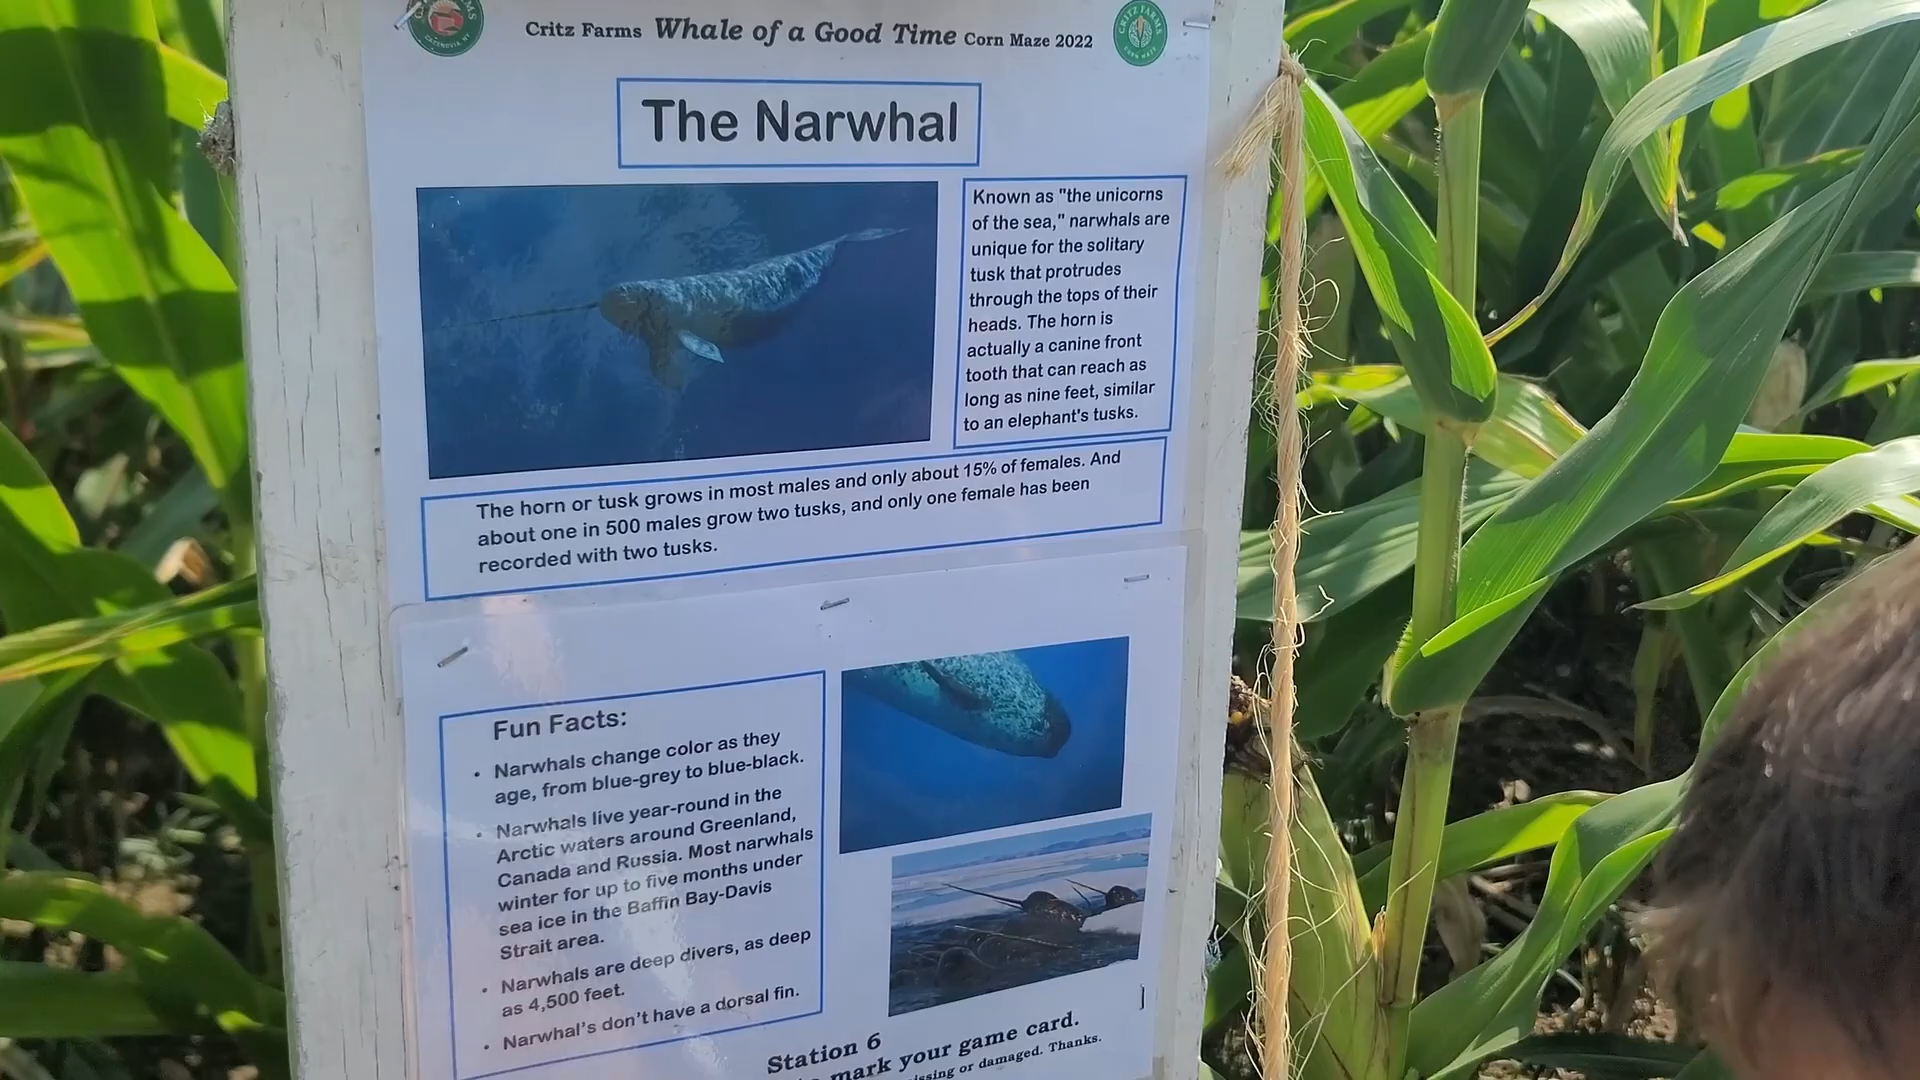 Critz Farms Whale of a Good Time Corn Maze 2022
The Narwhal
Known as "the unicorns
of the sea," narwhals are
unique for the solitary
tusk that protrudes
through the tops of their
heads. The horn is
actually a canine front
tooth that can reach as
long as nine feet, similar
to an elephant's tusks.
The horn or tusk grows in most males and only about 15% of females. And
about one in 500 males grow two tusks, and only one female has been
recorded with two tusks.
Fun Facts:
• Narwhals change color as they
age, from blue-grey to blue-black.
• Narwhals live year-round in the
Arctic waters around Greenland,
Canada and Russia. Most narwhals
winter for up to five months under
sea ice in the Baffin Bay-Davis
Strait area.
• Narwhals are deep divers, as deep
as 4,500 feet.
• Narwhal's don't have a dorsal fin.
Station 6
mark your game card.
or damaged. Thanks.
CRITZ FARMS
CORN MAZE
CAZENOVIA, NY